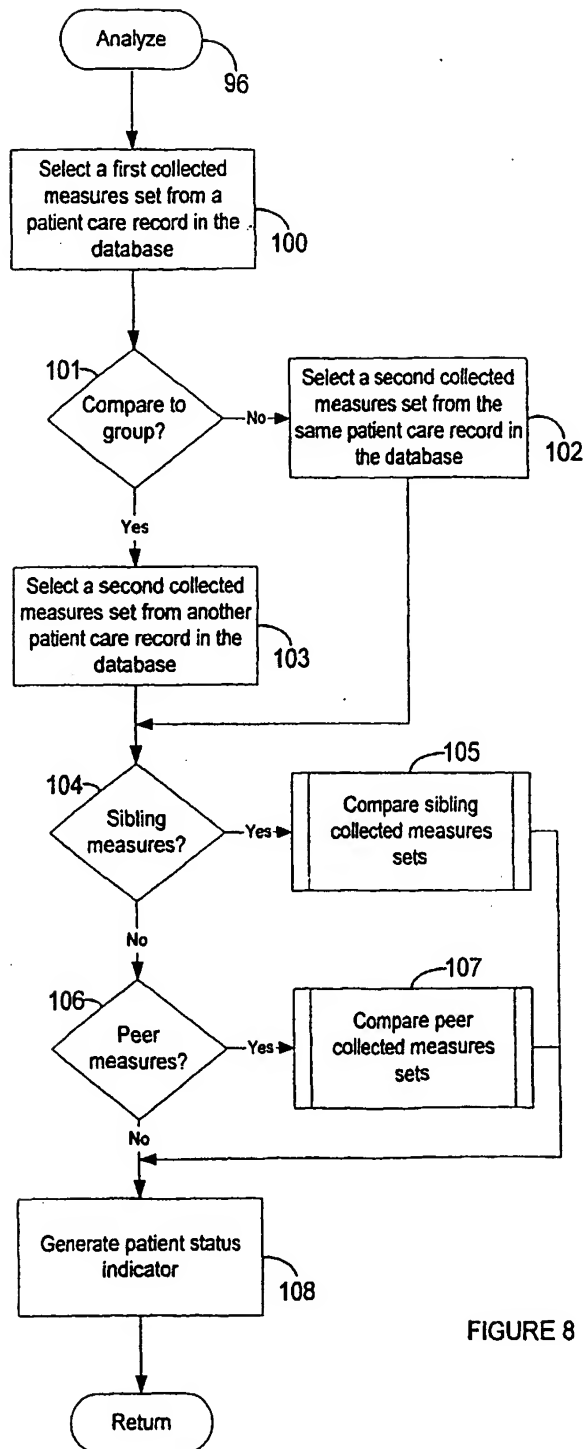 Analyze
96
Select a first collected
measures set from a
patient care record in the
database
100
101
Compare to
group?
No
Select a second collected
measures set from the
same patient care record in
the database
102
Yes
Select a second collected
measures set from another
patient care record in the
database
103
104
Sibling
measures?
Yes
105
Compare sibling
collected measures
sets
No
106
Peer
measures?
Yes
107
Compare peer
collected measures
sets
No
Generate patient status
indicator
108
FIGURE 8
Return